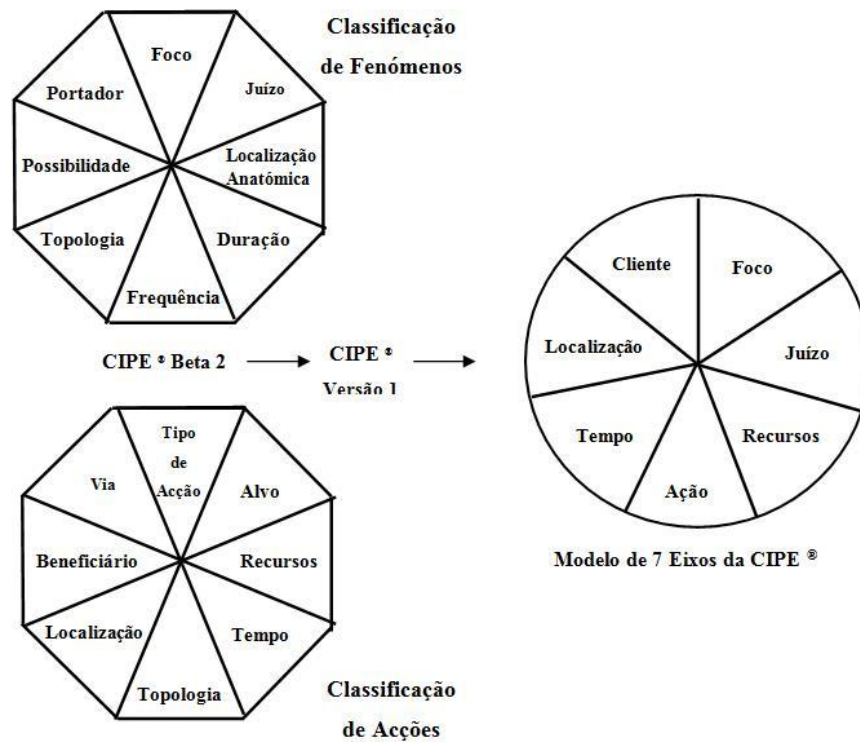 Classificação
de Fenómenos
Foco
Juízo
Localização
Anatómica
Duração
Frequência
Topologia
Possibilidade
Portador
CIPE ® Beta 2
CIPE ®
Versão 1
Classificação
de Acções
Tipo
de
Acção
Alvo
Recursos
Tempo
Topologia
Localização
Beneficiário
Via
Cliente
Foco
Juízo
Recursos
Ação
Tempo
Localização
Modelo de 7 Eixos da CIPE ®